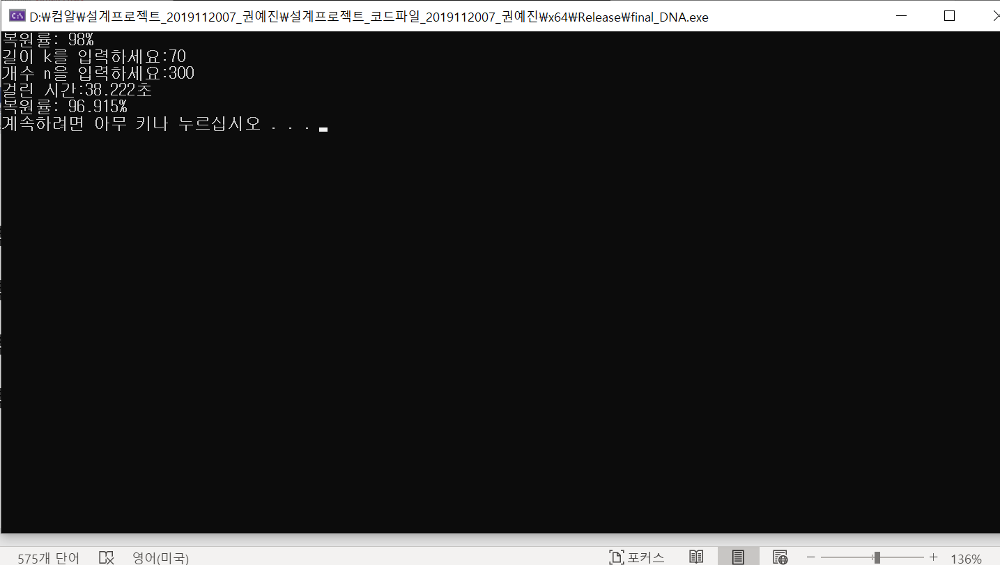 D:₩컴알₩설계프로젝트_2019112007_권예진₩설계프로젝트_코드파일_2019112007_권예진₩x64₩Release₩final_DNA.exe
복원률: 98%
길이 k를 입력하세요:70
개수 n을 입력하세요:300
걸린 시간:38.222초
복원률: 96.915%
계속하려면 아무 키나 누르십시오 . . .
575개 단어 영어(미국) 포커스 136%